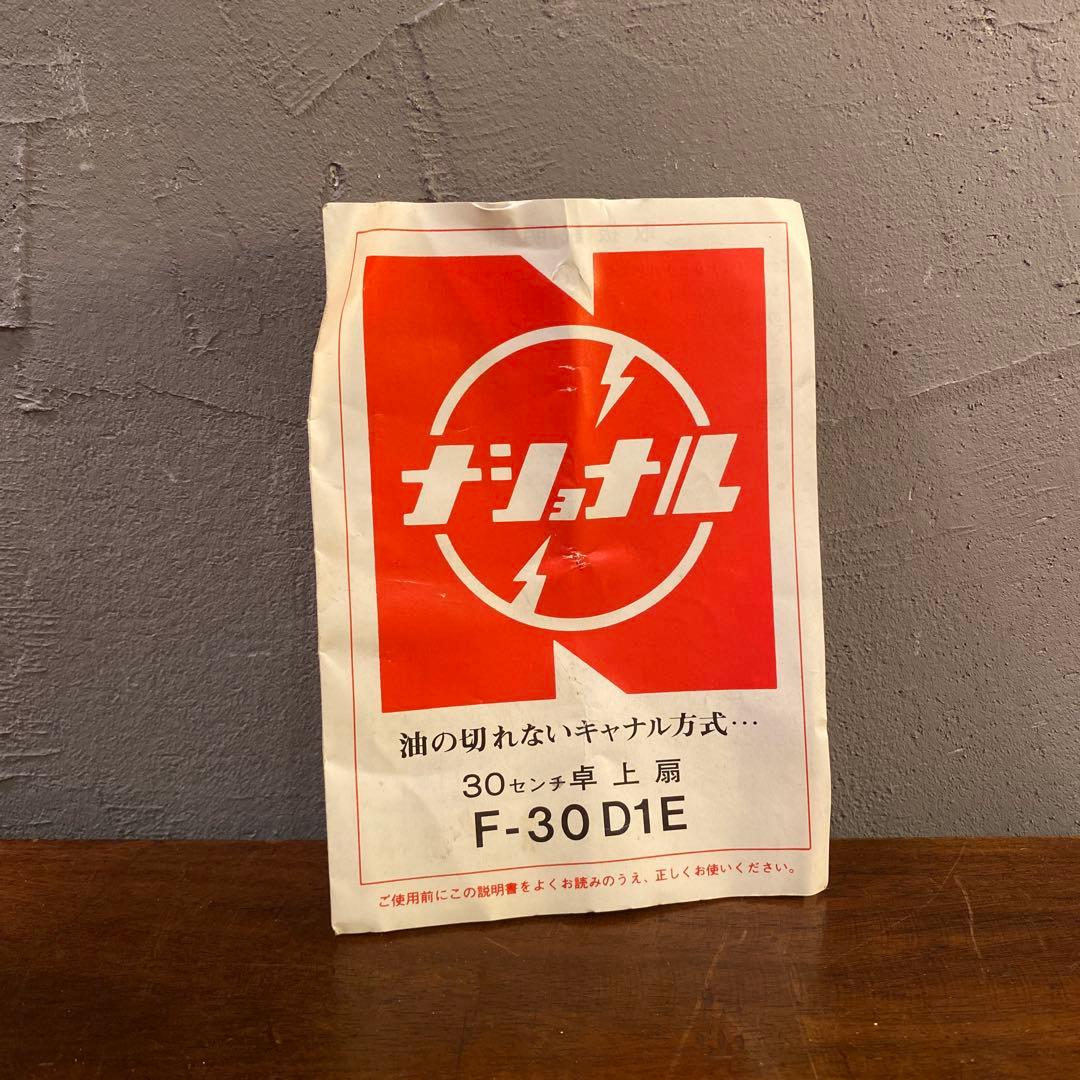 ナショナル
油の切れないキャナル方式…
30センチ卓上扇
F-30D1E
ご使用前にこの説明書をよくお読みのうえ、正しくお使いください。